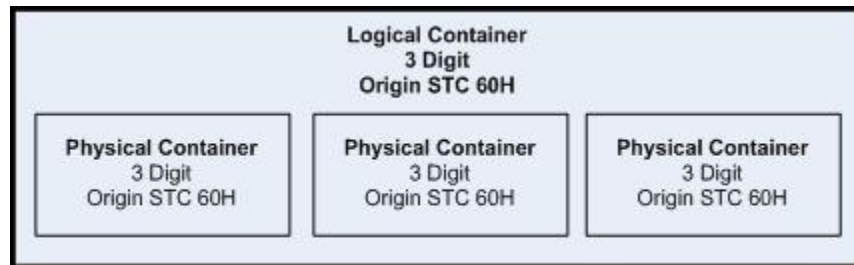 Logical Container
3 Digit
Origin STC 60H
Physical Container
3 Digit
Origin STC 60H
Physical Container
3 Digit
Origin STC 60H
Physical Container
3 Digit
Origin STC 60H